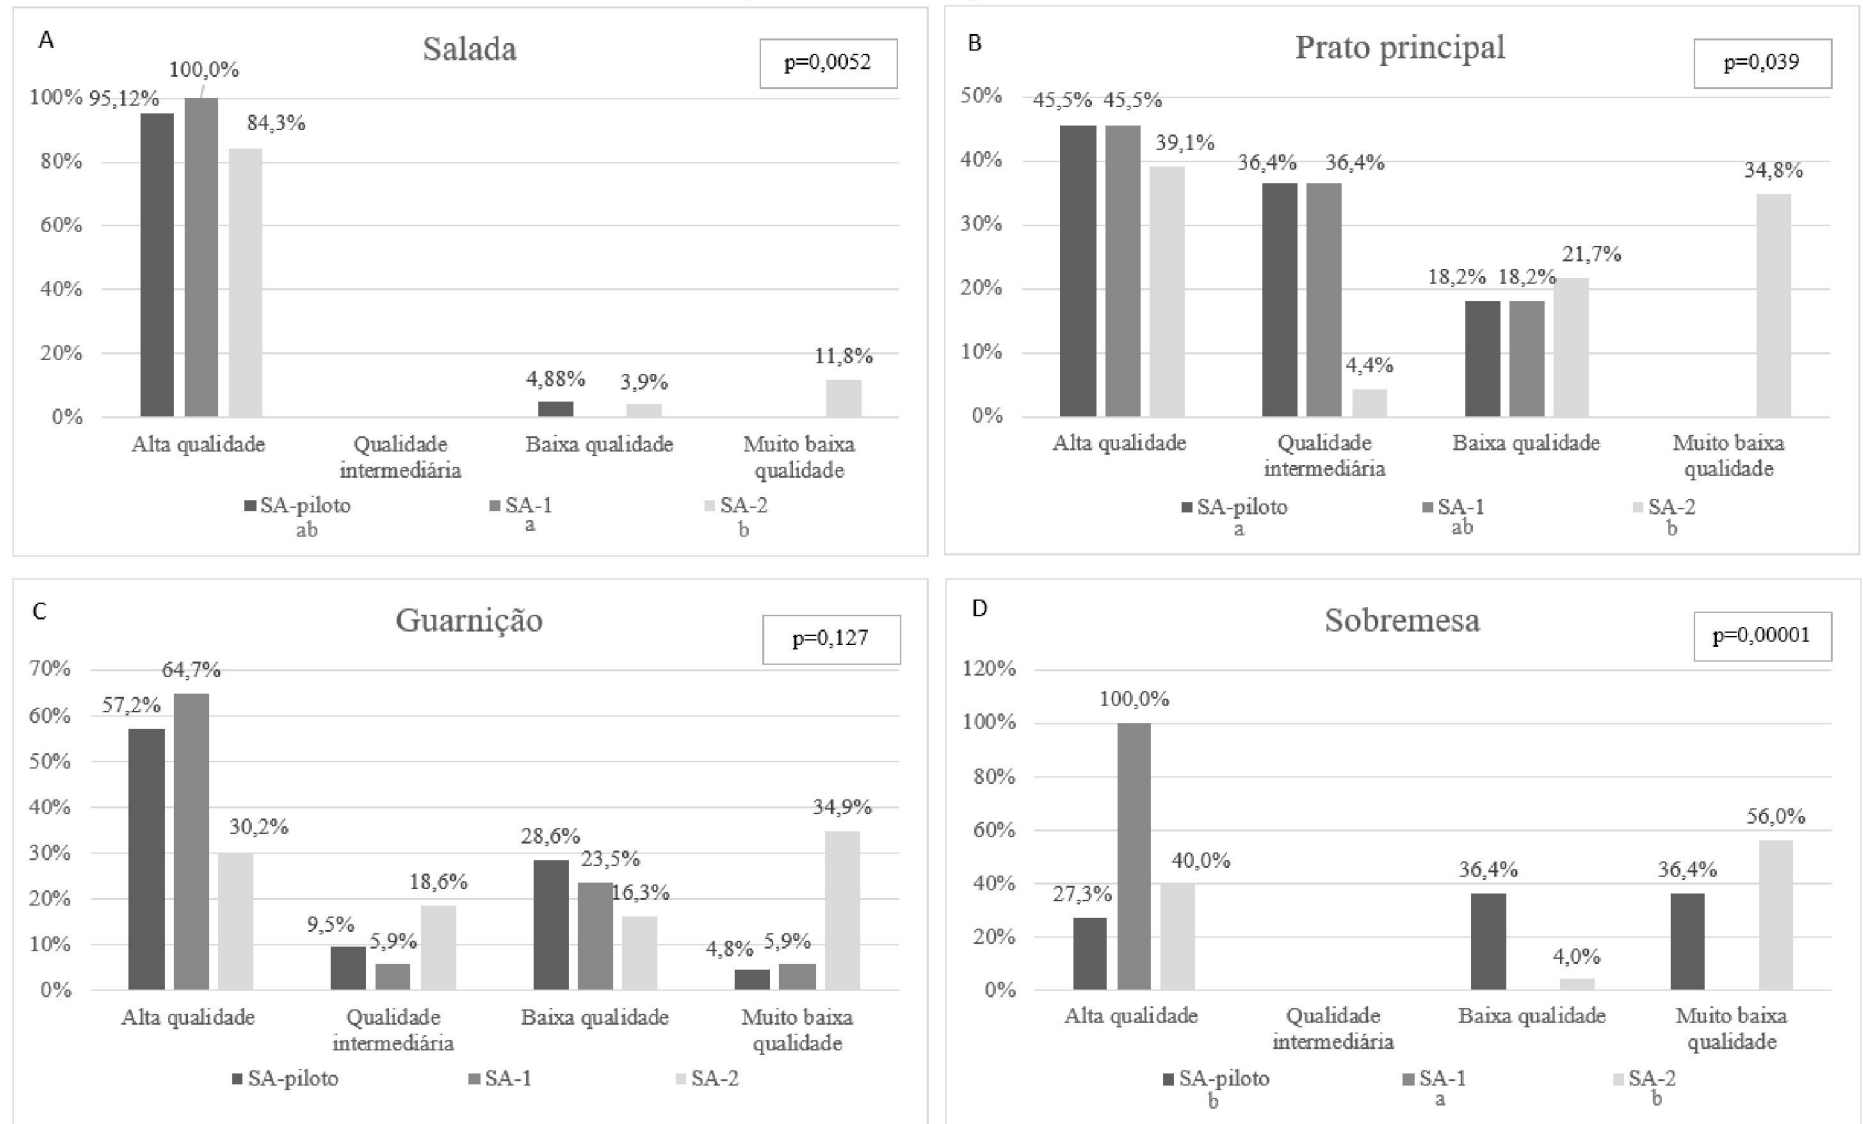 A
Salada
p=0,0052
100,0%
100% 95,12%
84,3%
80%
60%
40%
20%
11,8%
4,88% 3,9%
0%
Alta qualidade Qualidade intermediária Baixa qualidade Muito baixa qualidade
SA-piloto SA-1 SA-2
ab a b
B
Prato principal
p=0,039
50% 45,5% 45,5%
39,1%
40% 36,4% 36,4%
34,8%
30%
21,7%
20% 18,2% 18,2%
10%
4,4%
0%
Alta qualidade Qualidade intermediária Baixa qualidade Muito baixa qualidade
SA-piloto SA-1 SA-2
a ab b
C
Guarnição
p=0,127
70% 64,7%
60% 57,2%
50%
40% 34,9%
30% 30,2% 28,6%
23,5%
20% 18,6% 16,3%
10% 9,5% 5,9% 4,8% 5,9%
0%
Alta qualidade Qualidade intermediária Baixa qualidade Muito baixa qualidade
SA-piloto SA-1 SA-2
D
Sobremesa
p=0,00001
120%
100% 100,0%
80%
60% 56,0%
40% 27,3% 40,0% 36,4% 36,4%
20%
4,0%
0%
Alta qualidade Qualidade intermediária Baixa qualidade Muito baixa qualidade
SA-piloto SA-1 SA-2
b a b